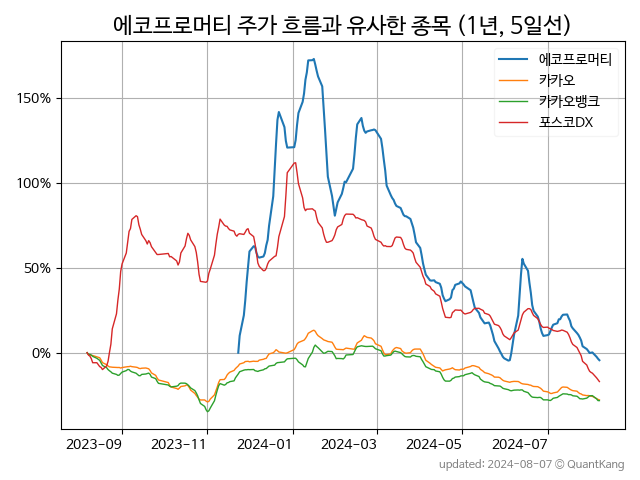 에코프로머티 주가 흐름과 유사한 종목 (1년, 5일선)
에코프로머티
카카오
카카오뱅크
포스코DX
150%
100%
50%
0%
2023-09 2023-11 2024-01 2024-03 2024-05 2024-07
updated: 2024-08-07 © QuantKang